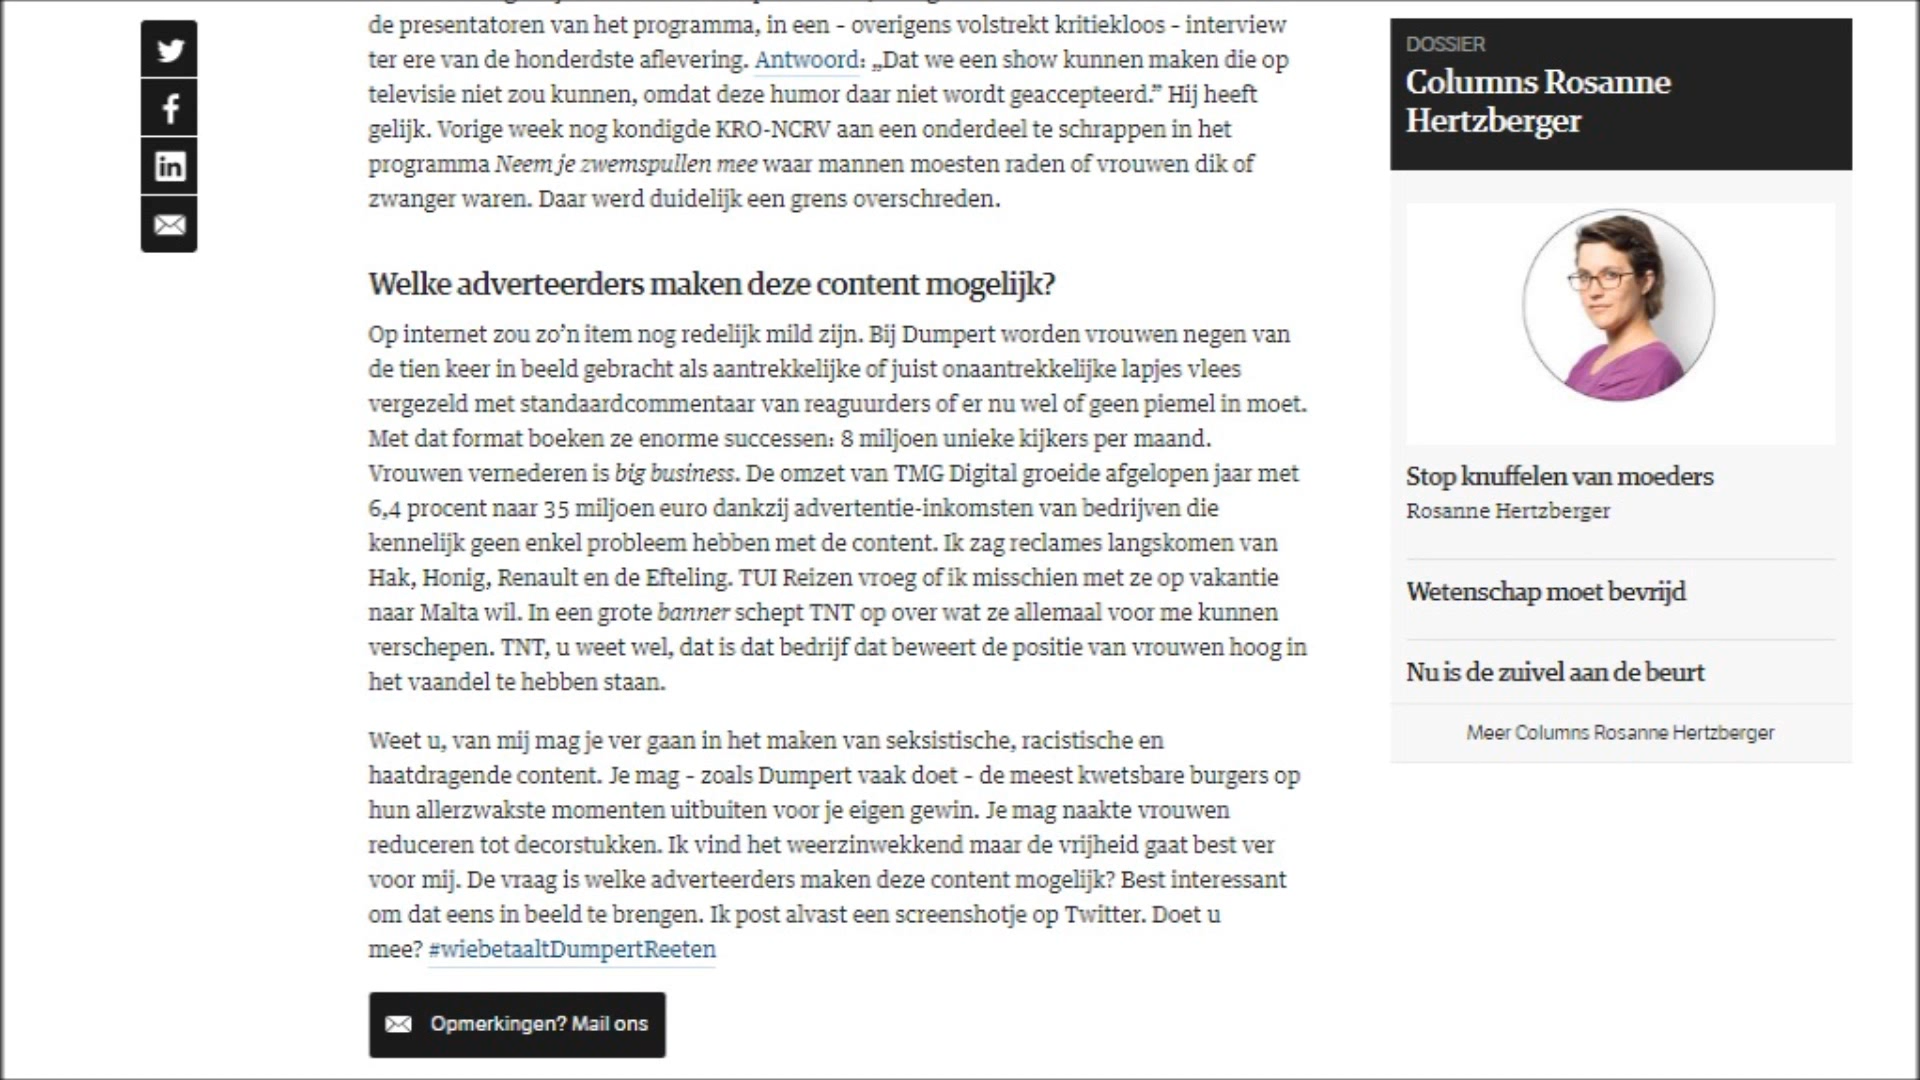 de presentatoren van het programma, in een - overigens volstrekt kritiekloos - interview
ter ere van de honderdste aflevering. Antwoord: „Dat we een show kunnen maken die op
televisie niet zou kunnen, omdat deze humor daar niet wordt geaccepteerd.” Hij heeft
gelijk. Vorige week nog kondigde KRO-NCRV aan een onderdeel te schrappen in het
programma Neem je zwemspullen mee waar mannen moesten raden of vrouwen dik of
zwanger waren. Daar werd duidelijk een grens overschreden.
Welke adverteerders maken deze content mogelijk?
Op internet zou zo’n item nog redelijk mild zijn. Bij Dumpert worden vrouwen negen van
de tien keer in beeld gebracht als aantrekkelijke of juist onaantrekkelijke lapjes vlees
vergezeld met standaardcommentaar van reaguurders of er nu wel of geen piemel in moet.
Met dat format boeken ze enorme successen: 8 miljoen unieke kijkers per maand.
Vrouwen vernederen is big business. De omzet van TMG Digital groeide afgelopen jaar met
6,4 procent naar 35 miljoen euro dankzij advertentie-inkomsten van bedrijven die
kennelijk geen enkel probleem hebben met de content. Ik zag reclames langskomen van
Hak, Honig, Renault en de Efteling. TUI Reizen vroeg of ik misschien met ze op vakantie
naar Malta wil. In een grote banner schept TNT op over wat ze allemaal voor me kunnen
verschepen. TNT, u weet wel, dat is dat bedrijf dat beweert de positie van vrouwen hoog in
het vaandel te hebben staan.
Weet u, van mij mag je ver gaan in het maken van seksistische, racistische en
haatdragende content. Je mag - zoals Dumpert vaak doet - de meest kwetsbare burgers op
hun allerzwakste momenten uitbuiten voor je eigen gewin. Je mag naakte vrouwen
reduceren tot decorstukken. Ik vind het weerzinwekkend maar de vrijheid gaat best ver
voor mij. De vraag is welke adverteerders maken deze content mogelijk? Best interessant
om dat eens in beeld te brengen. Ik post alvast een screenshotje op Twitter. Doet u
mee? #wiebetaaltDumpertReeten
Opmerkingen? Mail ons
DOSSIER
Columns Rosanne
Hertzberger
Stop knuffelen van moeders
Rosanne Hertzberger
Wetenschap moet bevrijd
Nu is de zuivel aan de beurt
Meer Columns Rosanne Hertzberger